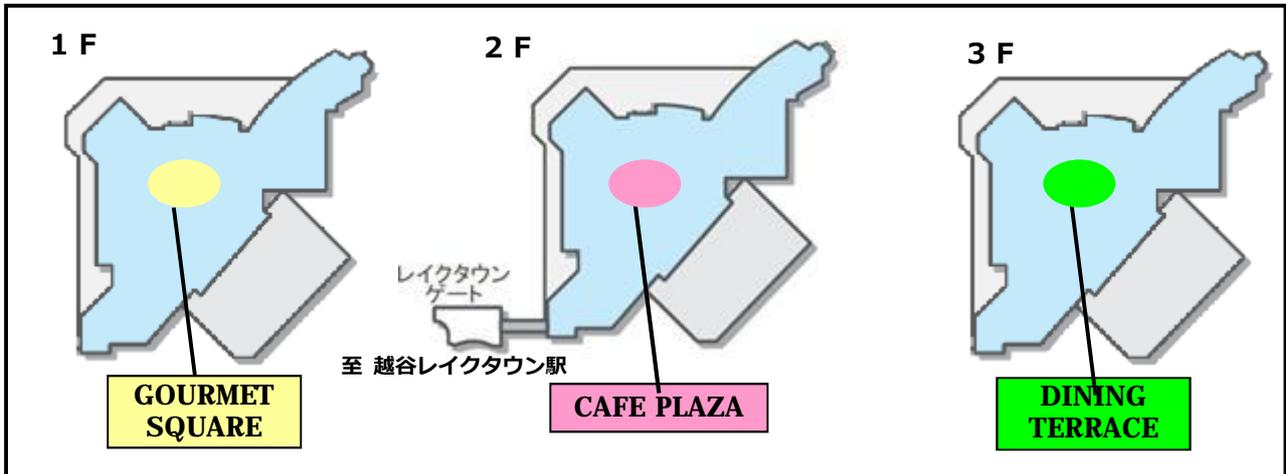 1 F
2 F
3 F
レイクタウン
ゲート
至 越谷レイクタウン駅
GOURMET
SQUARE
CAFE PLAZA
DINING
TERRACE